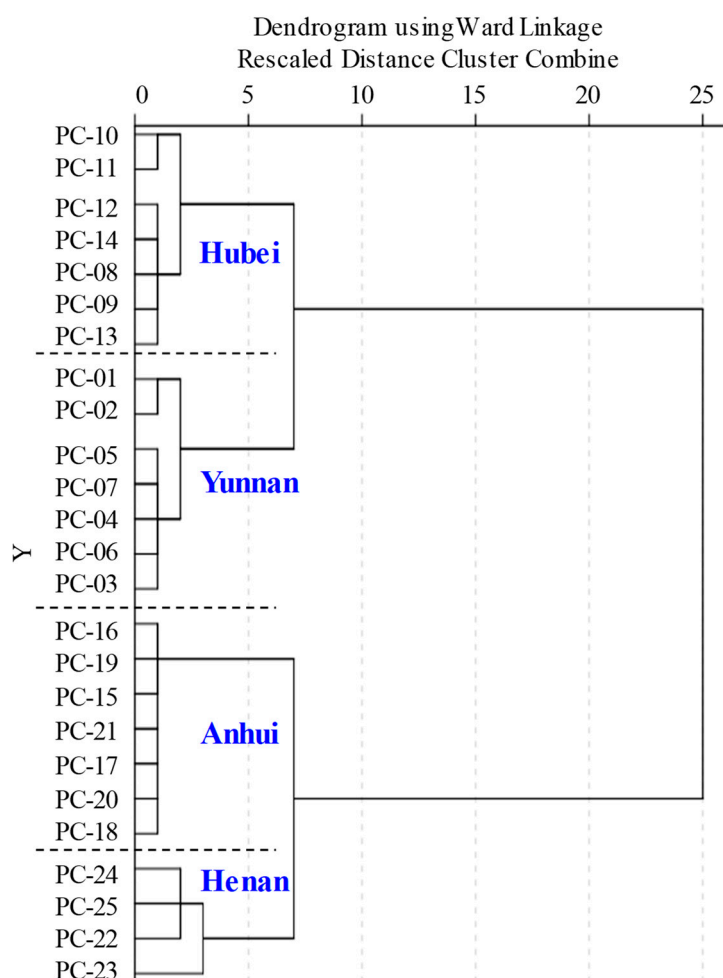 Dendrogram using Ward Linkage
Rescaled Distance Cluster Combine
0 5 10 15 20 25
PC-10
PC-11
PC-12
PC-14
Hubei
PC-08
PC-09
PC-13
PC-01
PC-02
PC-05
Yunnan
PC-07
PC-04
Y
PC-06
PC-03
PC-16
PC-19
PC-15
PC-21
Anhui
PC-17
PC-20
PC-18
PC-24
Henan
PC-25
PC-22
PC-23